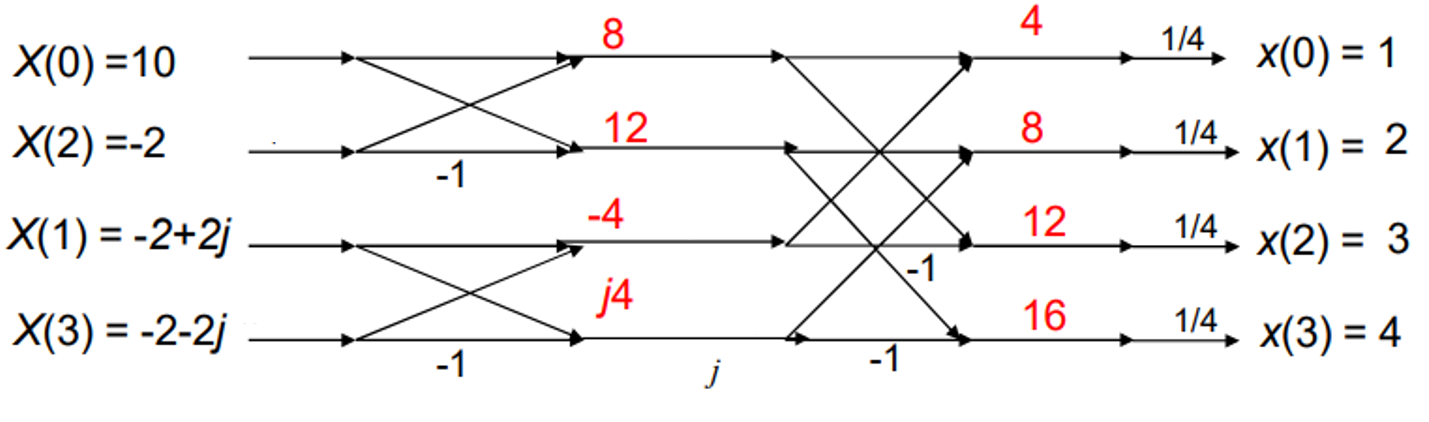 X(0) =10 8 4 1/4 x(0) = 1
X(2) =-2 -1 12 8 1/4 x(1) = 2
X(1) = -2+2j -4 -1 12 1/4 x(2) = 3
X(3) = -2-2j -1 j4 j -1 16 1/4 x(3) = 4